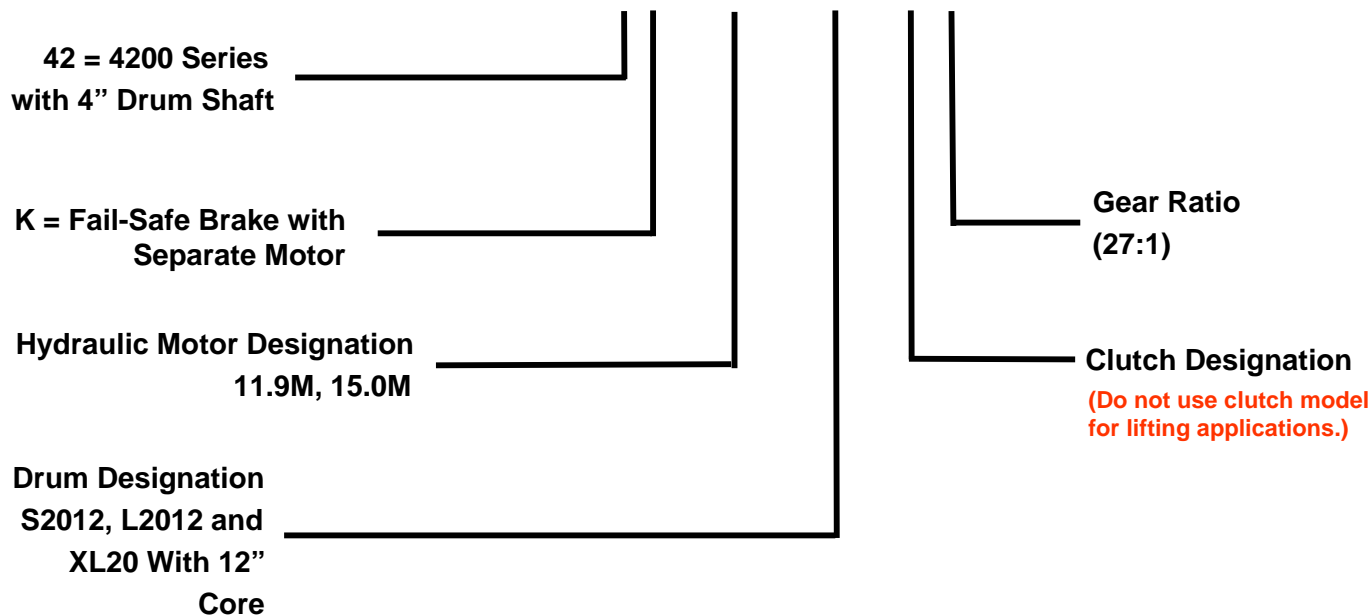 42 = 4200 Series
with 4” Drum Shaft
K = Fail-Safe Brake with
Separate Motor
Hydraulic Motor Designation
11.9M, 15.0M
Drum Designation
S2012, L2012 and
XL20 With 12”
Core
Gear Ratio
(27:1)
Clutch Designation
(Do not use clutch model
for lifting applications.)